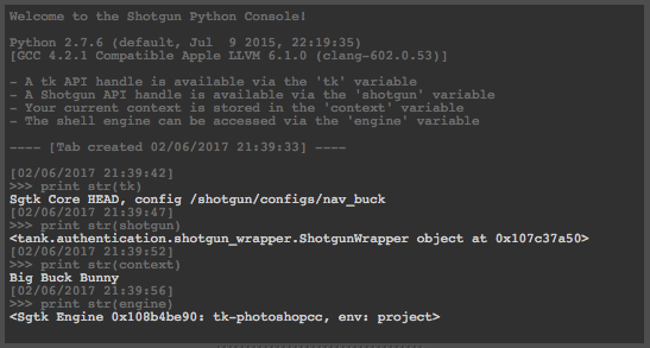 Welcome to the Shotgun Python Console!
Python 2.7.6 (default, Jul  9 2015, 22:19:35)
[GCC 4.2.1 Compatible Apple LLVM 6.1.0 (clang-602.0.53)]
- A tk API handle is available via the 'tk' variable
- A Shotgun API handle is available via the 'shotgun' variable
- Your current context is stored in the 'context' variable
- The shell engine can be accessed via the 'engine' variable
---- [Tab created 02/06/2017 21:39:33] ----
[02/06/2017 21:39:42]
>>> print str(tk)
Sgtk Core HEAD, config /shotgun/configs/nav_buck
[02/06/2017 21:39:47]
>>> print str(shotgun)
<tank.authentication.shotgun_wrapper.ShotgunWrapper object at 0x107c37a50>
[02/06/2017 21:39:52]
>>> print str(context)
Big Buck Bunny
[02/06/2017 21:39:56]
>>> print str(engine)
<Sgtk Engine 0x108b4be90: tk-photoshopcc, env: project>